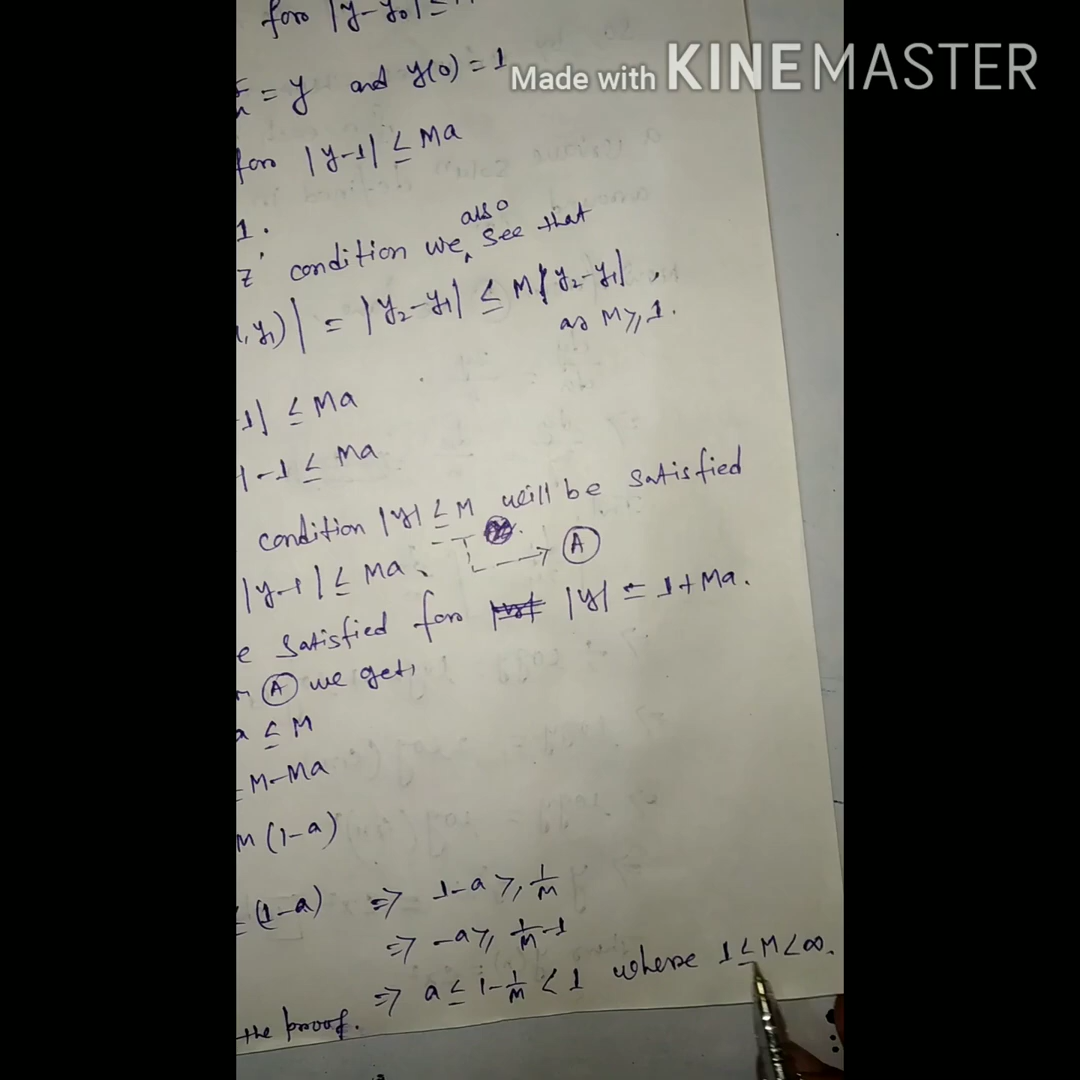 for |y-y₀| ≤
Made with KINEMASTER
= y and y(0) = 1
for |y-1| ≤ Ma
1.
also
z' condition we, see that
, y₁)| = |y₂-y₁| ≤ M|y₂-y₁| ,
as M ⩾ 1.
-1| ≤ Ma
|-1 ≤ Ma
condition |y| ≤ M will be satisfied
|y-1| ≤ Ma. → (A)
e satisfied for |y| = 1+Ma.
(A) we get,
a ≤ M
M-Ma
M(1-a)
≤ (1-a) ⇒ 1-a ⩾ 1/M
⇒ -a ⩾ 1/M -1
⇒ a ≤ 1-1/M < 1 where 1 ≤ M < ∞.
the proof.